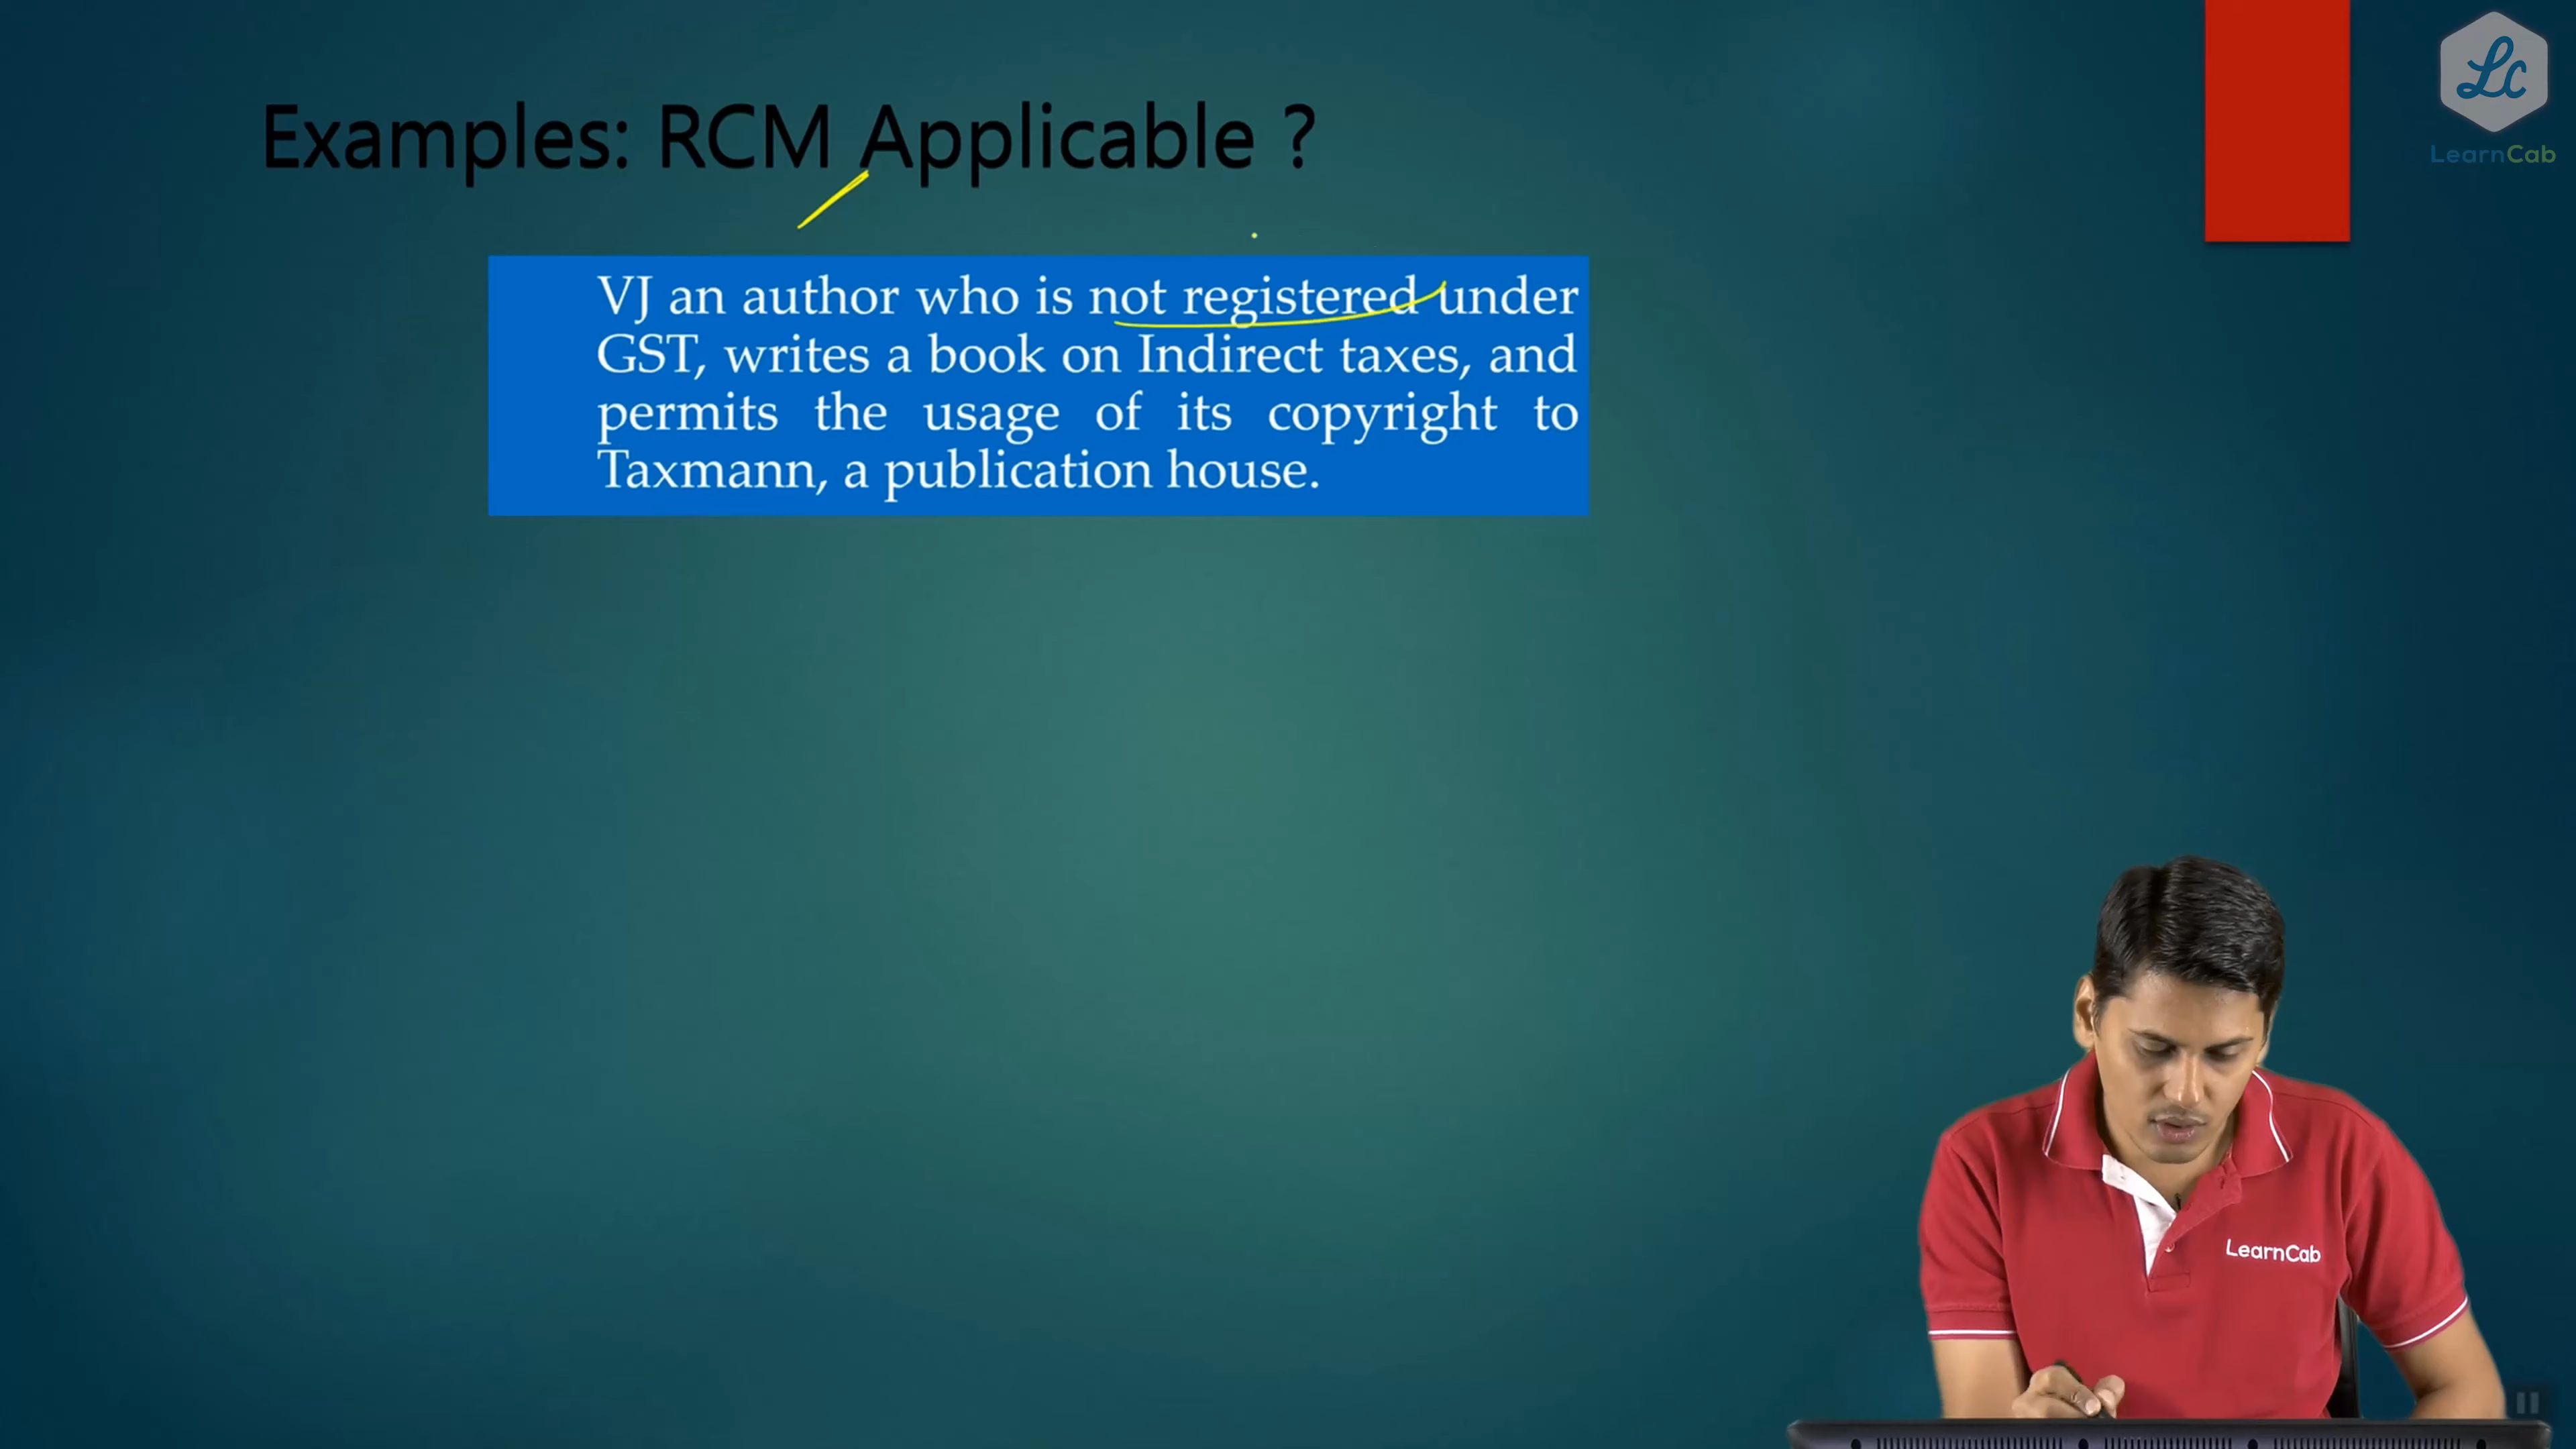 Lc
LearnCab
Examples: RCM Applicable ?
VJ an author who is not registered under
GST, writes a book on Indirect taxes, and
permits the usage of its copyright to
Taxmann, a publication house.
LearnCab